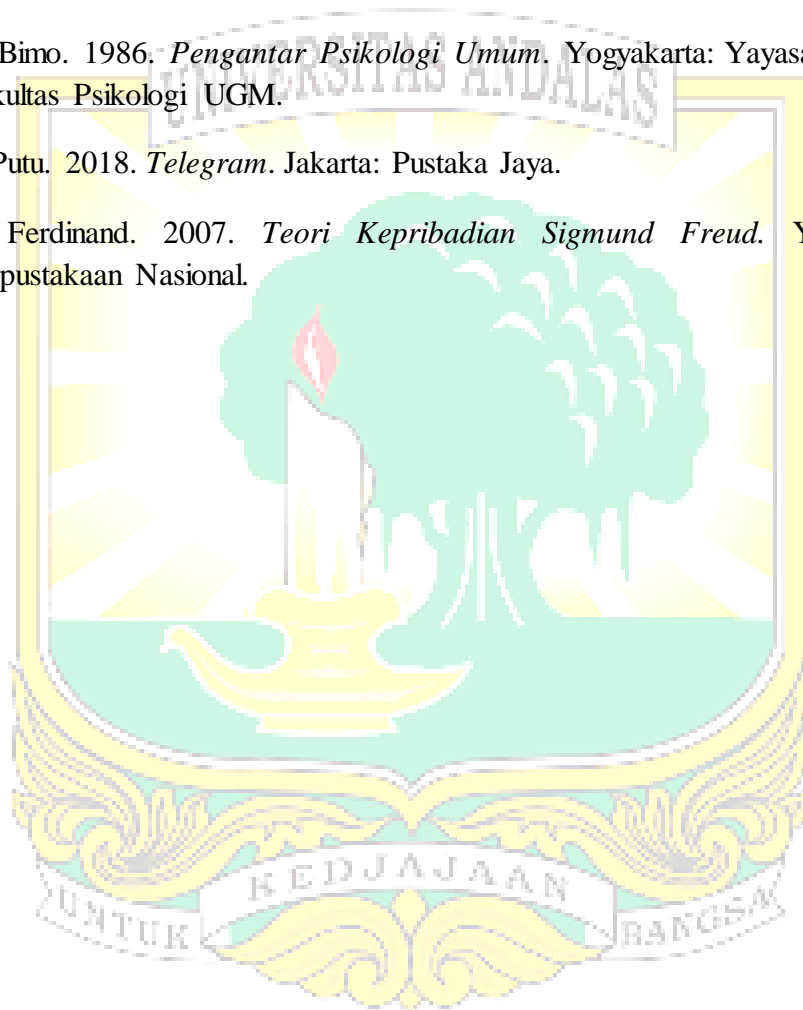 Bimo. 1986. Pengantar Psikologi Umum. Yogyakarta: Yayasa
kultas Psikologi UGM.
UNIVERSITAS ANDALAS
Putu. 2018. Telegram. Jakarta: Pustaka Jaya.
Ferdinand. 2007. Teori Kepribadian Sigmund Freud. Y
pustakaan Nasional.
KEDJAJAAN
UNTUK BANGSA